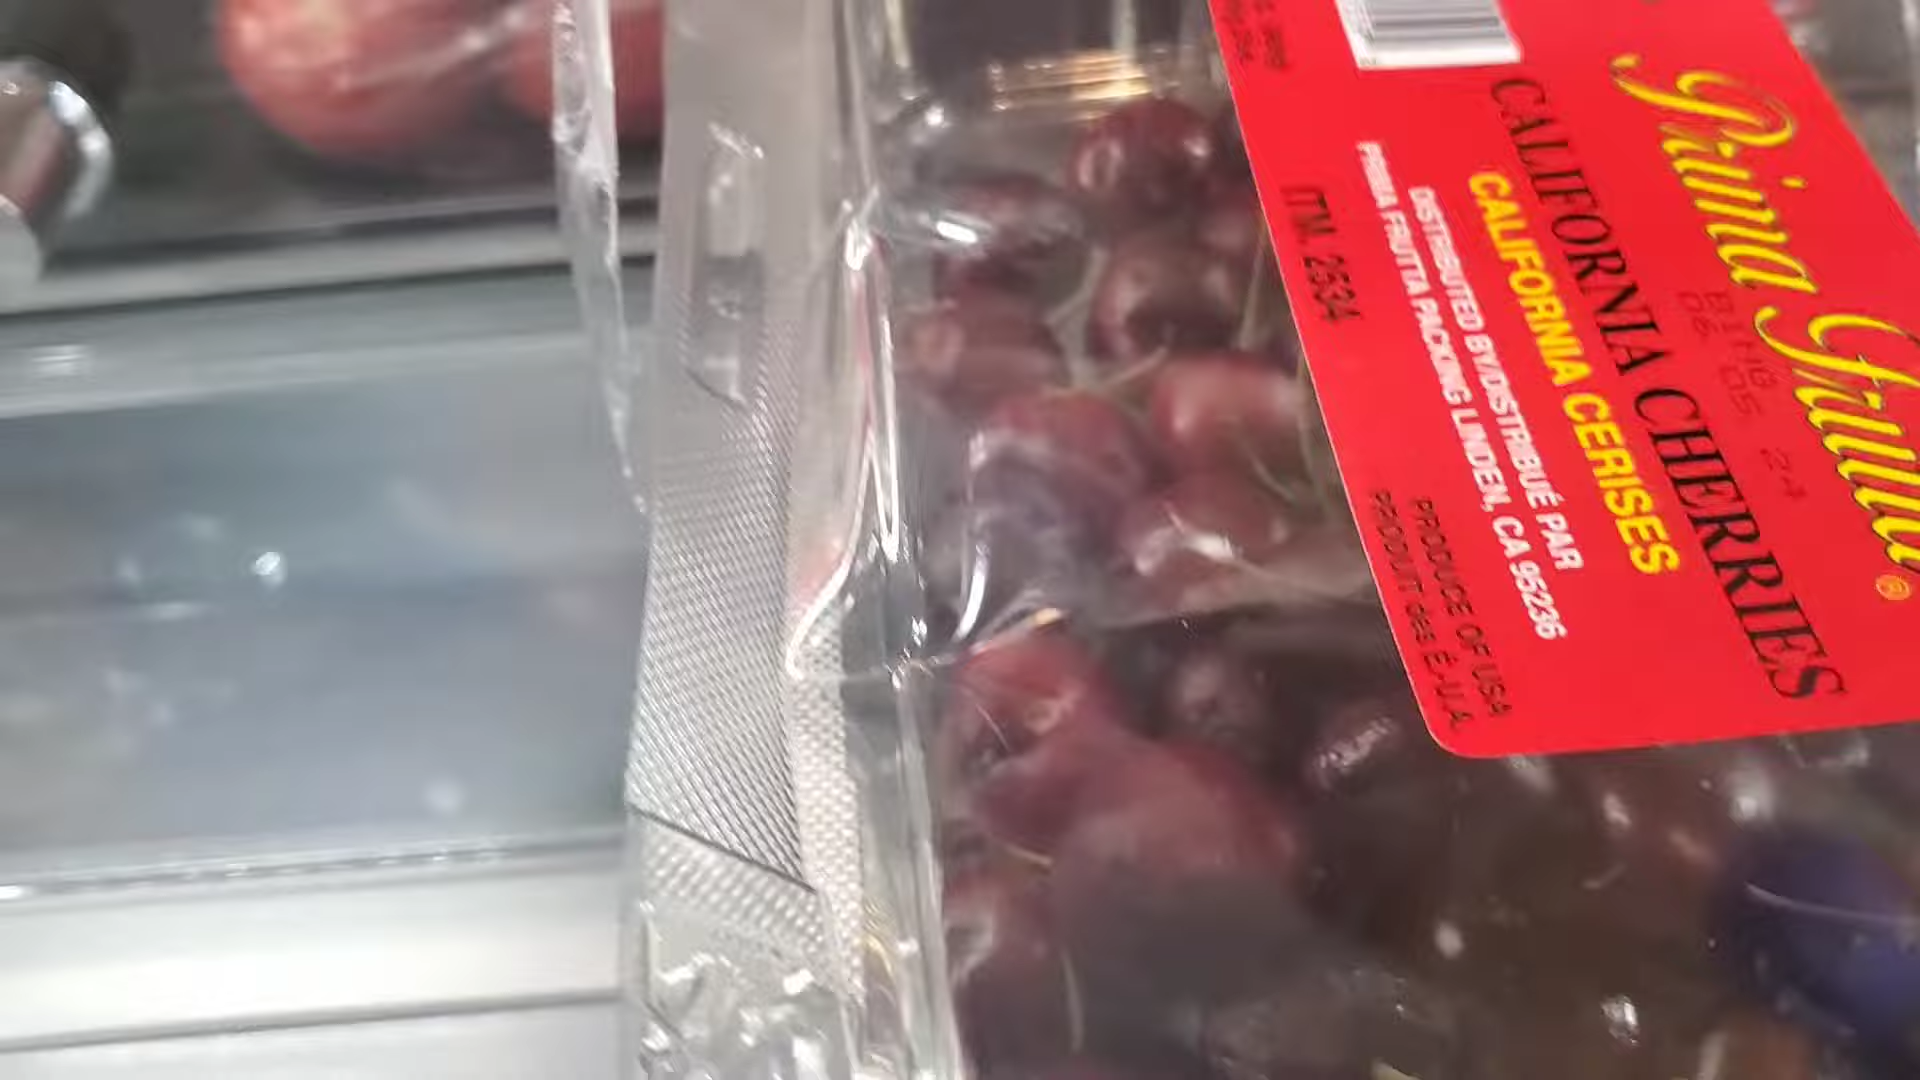 Prima Frutta®
CALIFORNIA CHERRIES
CALIFORNIA CERISES
DISTRIBUTED BY/DISTRIBUÉ PAR
PRIMA FRUTTA PACKING LINDEN, CA 95236
PRODUCE OF USA
PRODUIT des É.-U.A
ITM. 2534